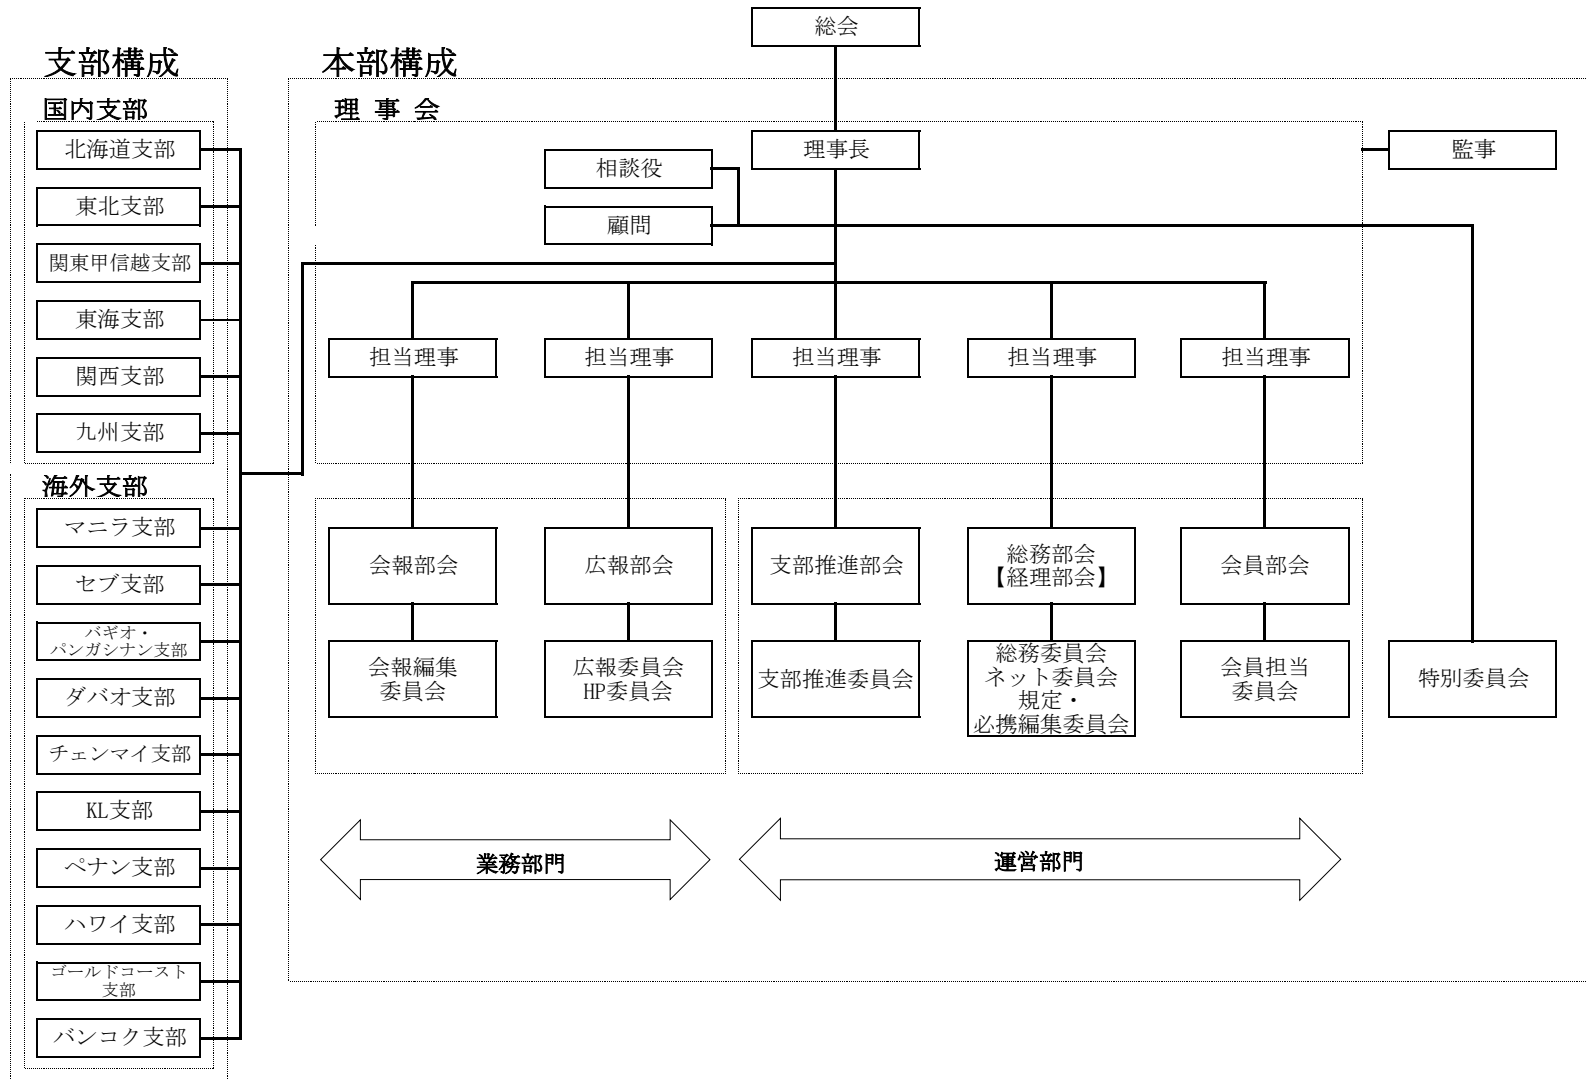 総会
支部構成
本部構成
国内支部
理 事 会
北海道支部
東北支部
関東甲信越支部
東海支部
関西支部
九州支部
海外支部
マニラ支部
セブ支部
バギオ・
パンガシナン支部
ダバオ支部
チェンマイ支部
KL支部
ペナン支部
ハワイ支部
ゴールドコースト
支部
バンコク支部
理事長
監事
相談役
顧問
担当理事
担当理事
担当理事
担当理事
担当理事
会報部会
広報部会
支部推進部会
総務部会
【経理部会】
会員部会
会報編集
委員会
広報委員会
HP委員会
支部推進委員会
総務委員会
ネット委員会
規定・
必携編集委員会
会員担当
委員会
特別委員会
業務部門
運営部門